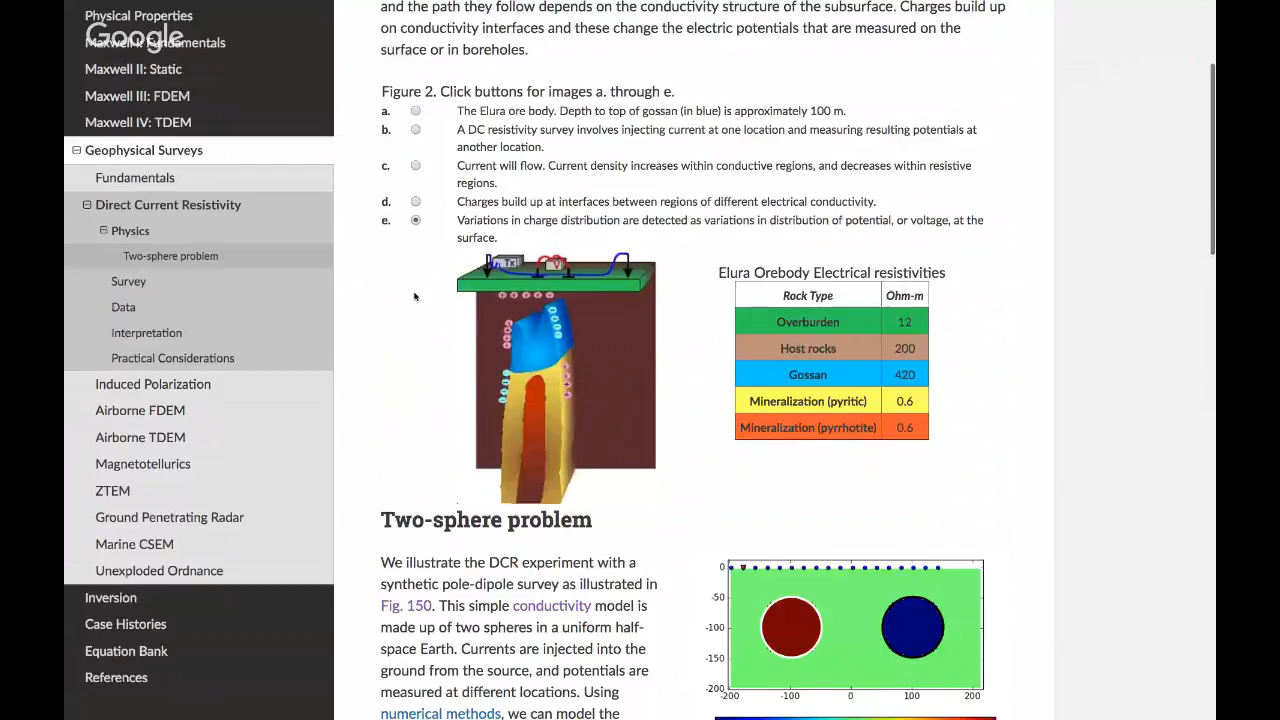 Physical Properties
Google
Maxwell I: Fundamentals
Maxwell II: Static
Maxwell III: FDEM
Maxwell IV: TDEM
Geophysical Surveys
Fundamentals
Direct Current Resistivity
Physics
Two-sphere problem
Survey
Data
Interpretation
Practical Considerations
Induced Polarization
Airborne FDEM
Airborne TDEM
Magnetotellurics
ZTEM
Ground Penetrating Radar
Marine CSEM
Unexploded Ordnance
Inversion
Case Histories
Equation Bank
References
and the path they follow depends on the conductivity structure of the subsurface. Charges build up
on conductivity interfaces and these change the electric potentials that are measured on the
surface or in boreholes.
Figure 2. Click buttons for images a. through e.
a. The Elura ore body. Depth to top of gossan (in blue) is approximately 100 m.
b. A DC resistivity survey involves injecting current at one location and measuring resulting potentials at
another location.
c. Current will flow. Current density increases within conductive regions, and decreases within resistive
regions.
d. Charges build up at interfaces between regions of different electrical conductivity.
e. Variations in charge distribution are detected as variations in distribution of potential, or voltage, at the
surface.
Tx V
Elura Orebody Electrical resistivities
Rock Type Ohm-m
Overburden 12
Host rocks 200
Gossan 420
Mineralization (pyritic) 0.6
Mineralization (pyrrhotite) 0.6
Two-sphere problem
We illustrate the DCR experiment with a
synthetic pole-dipole survey as illustrated in
Fig. 150. This simple conductivity model is
made up of two spheres in a uniform half-
space Earth. Currents are injected into the
ground from the source, and potentials are
measured at different locations. Using
numerical methods, we can model the
0
-50
-100
-150
-200
-200 -100 0 100 200